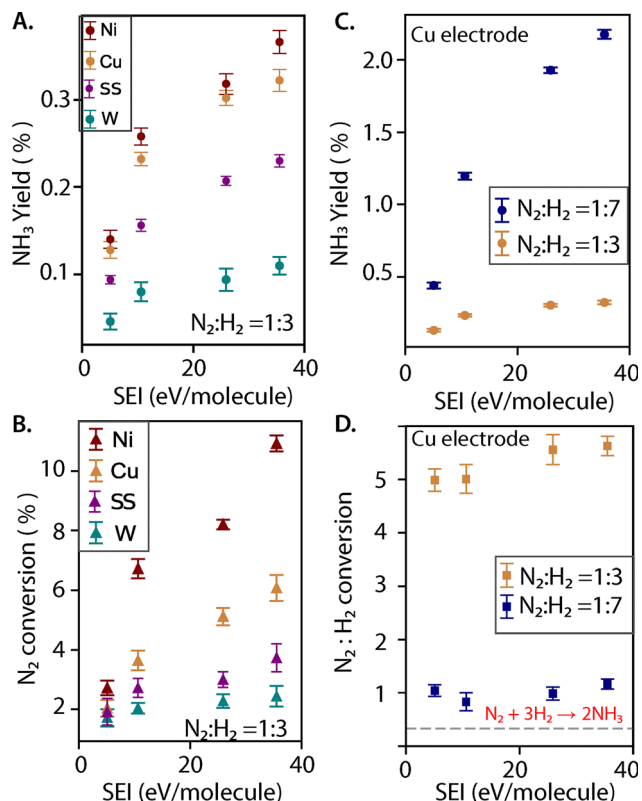 A.
Ni
Cu
SS
W
0.3
0.2
0.1
NH₃ Yield ( % )
N₂:H₂ =1:3
0
20
40
SEI (eV/molecule)
C.
Cu electrode
2.0
1.5
1.0
0.5
NH₃ Yield ( % )
N₂:H₂ =1:7
N₂:H₂ =1:3
0
20
40
SEI (eV/molecule)
B.
Ni
Cu
SS
W
10
8
6
4
2
N₂ conversion ( % )
N₂:H₂ =1:3
0
20
40
SEI (eV/molecule)
D.
Cu electrode
5
4
3
2
1
0
N₂ : H₂ conversion
N₂:H₂ =1:3
N₂:H₂ =1:7
N₂ + 3H₂ → 2NH₃
0
20
40
SEI (eV/molecule)